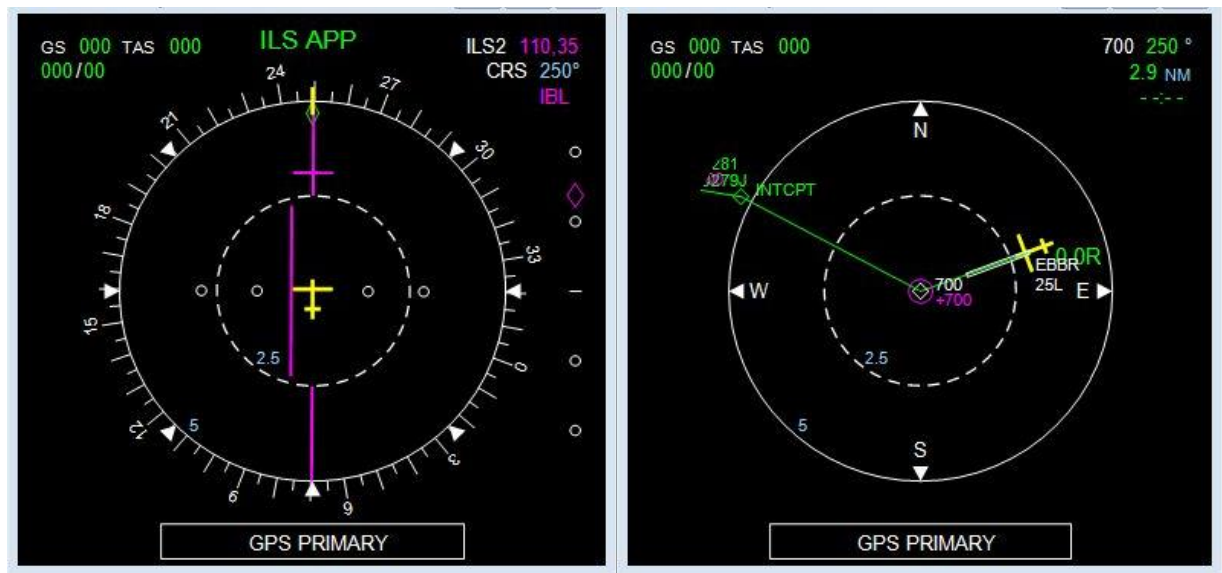 GS 000 TAS 000
000/00
ILS APP
ILS2 110,35
CRS 250°
IBL
24
27
21
30
18
33
15
0
12
3
9
6
2.5
5
GPS PRIMARY
GS 000 TAS 000
000/00
700 250 °
2.9 NM
--:--
N
281
INTCPT
0.0R
EBBR
25L
W
700
+700
E
2.5
5
S
GPS PRIMARY